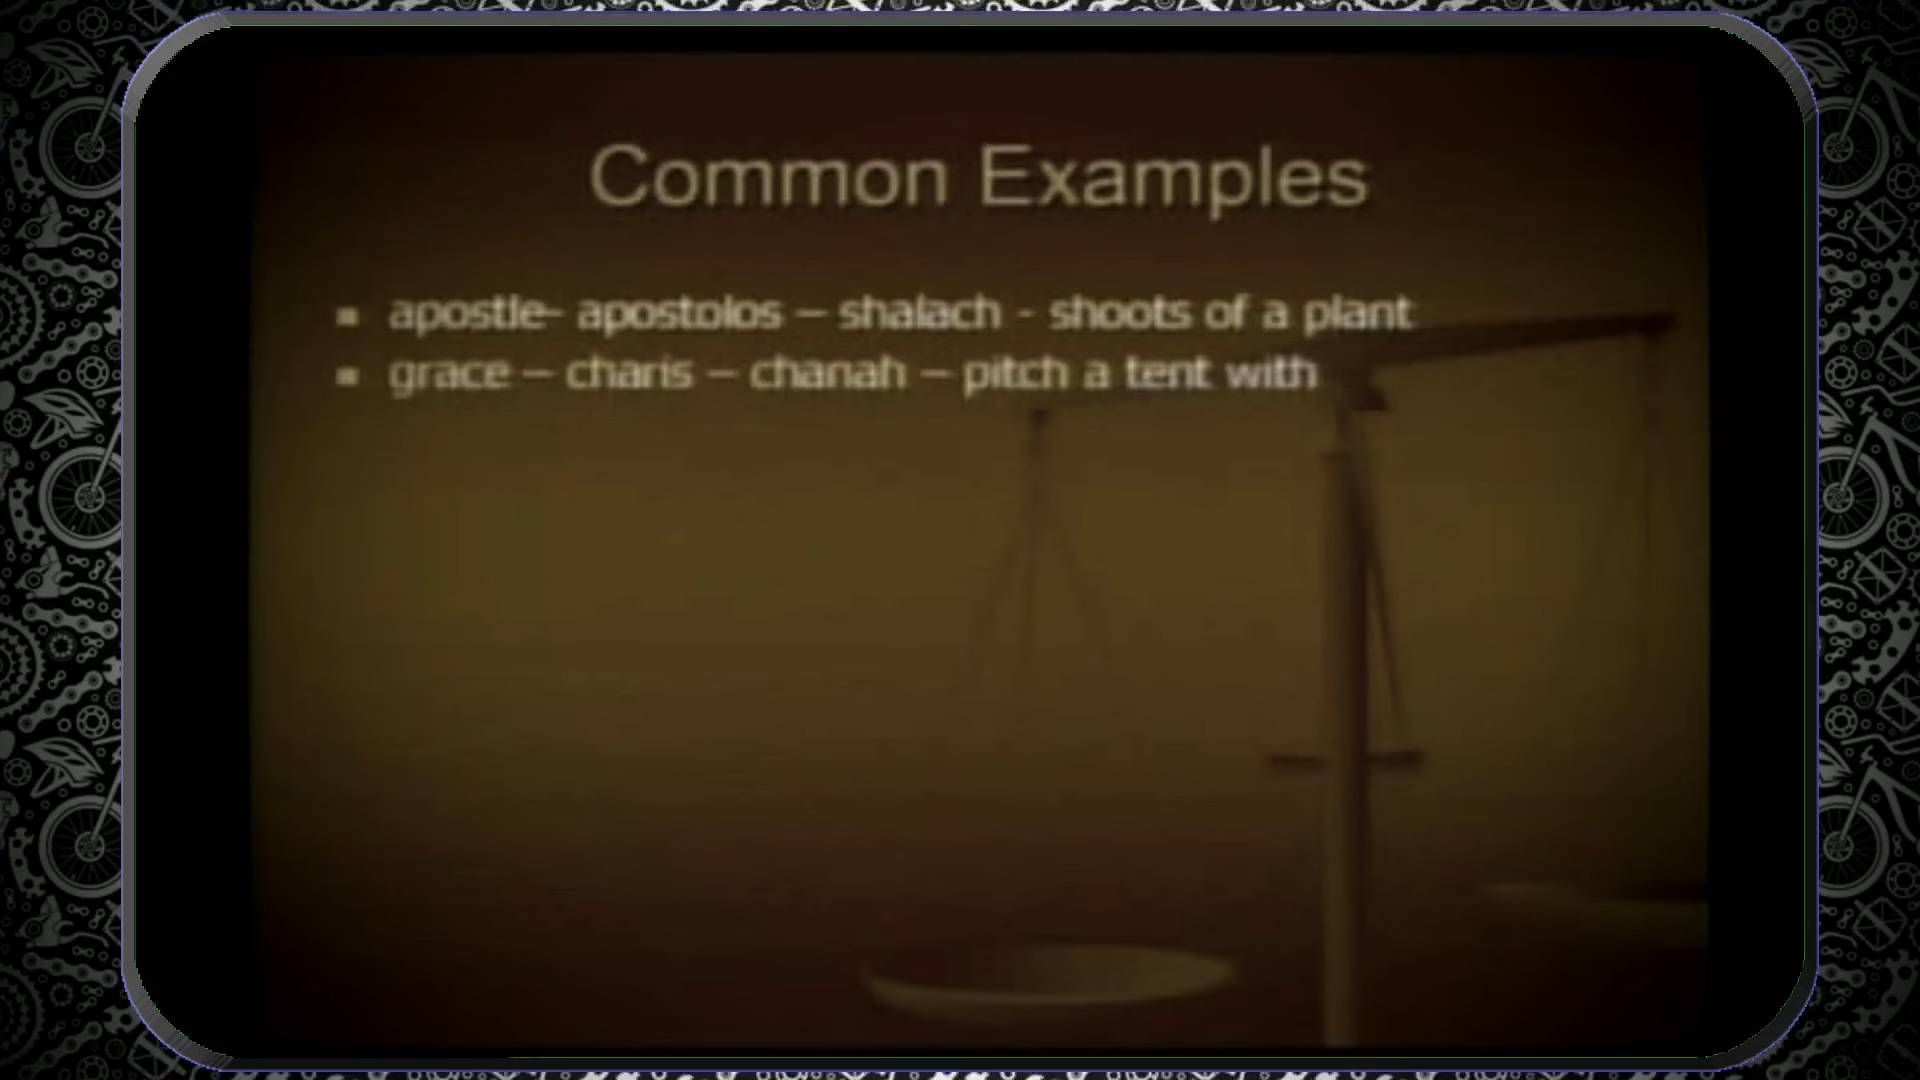 Common Examples
apostle- apostolos – shalach - shoots of a plant
grace – charis – chanah – pitch a tent with